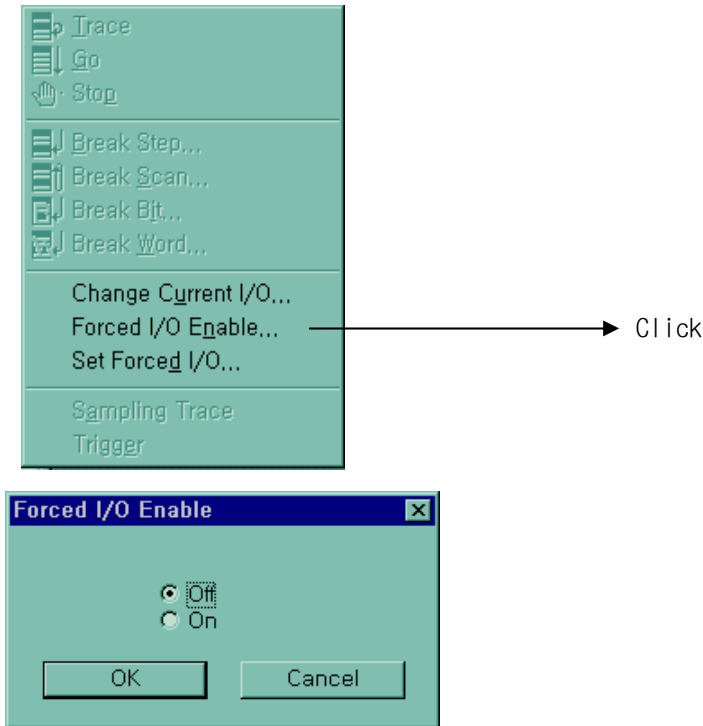 Trace
Go
Stop
Break Step...
Break Scan...
Break Bit...
Break Word...
Change Current I/O...
Forced I/O Enable... Click
Set Forced I/O...
Sampling Trace
Trigger
Forced I/O Enable
Off
On
OK Cancel